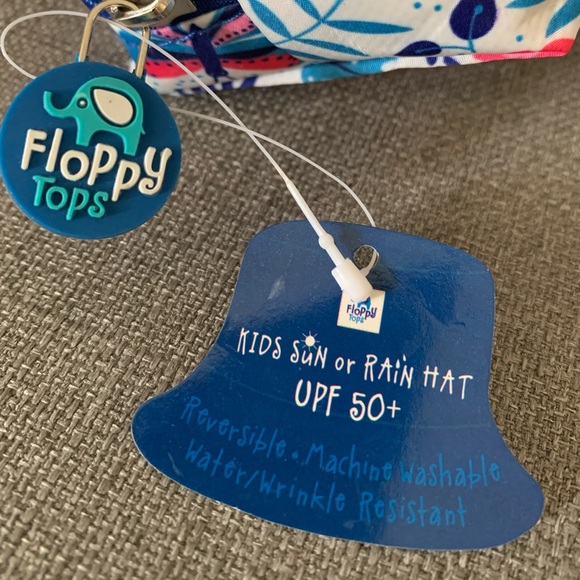 FLOPPY
TOPS
FLOPPY
TOPS
KIDS SUN or RAIN HAT
UPF 50+
Reversible • Machine Washable
Water/Wrinkle Resistant